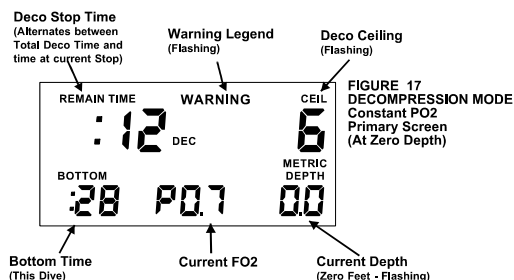 Deco Stop Time
(Alternates between
Total Deco Time and
time at current Stop)
Warning Legend
(Flashing)
Deco Ceiling
(Flashing)
FIGURE 17
DECOMPRESSION MODE
Constant PO2
Primary Screen
(At Zero Depth)
REMAIN TIME WARNING CEIL
:12 DEC 6
METRIC
BOTTOM DEPTH
:28 P0.7 0.0
Bottom Time
(This Dive)
Current FO2
Current Depth
(Zero Feet - Flashing)